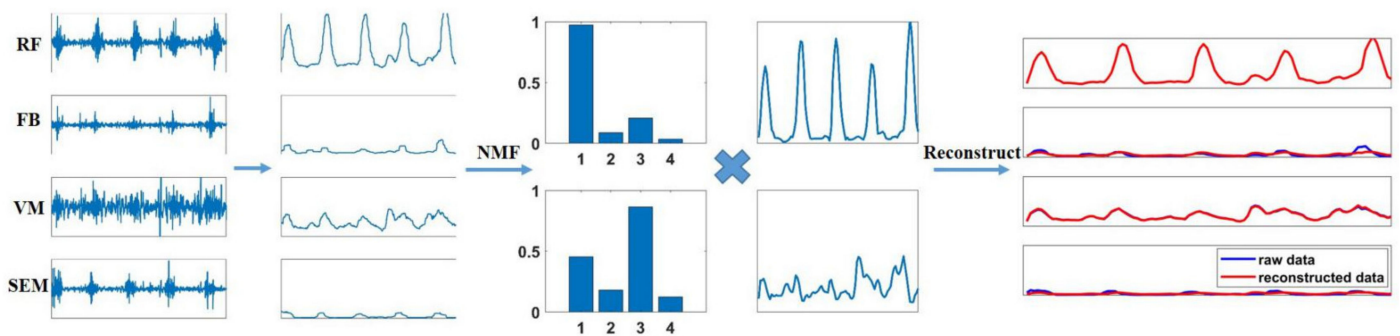 RF
FB
VM
SEM
NMF
1
0.5
0
1 2 3 4
1
0.5
0
1 2 3 4
Reconstruct
raw data
reconstructed data